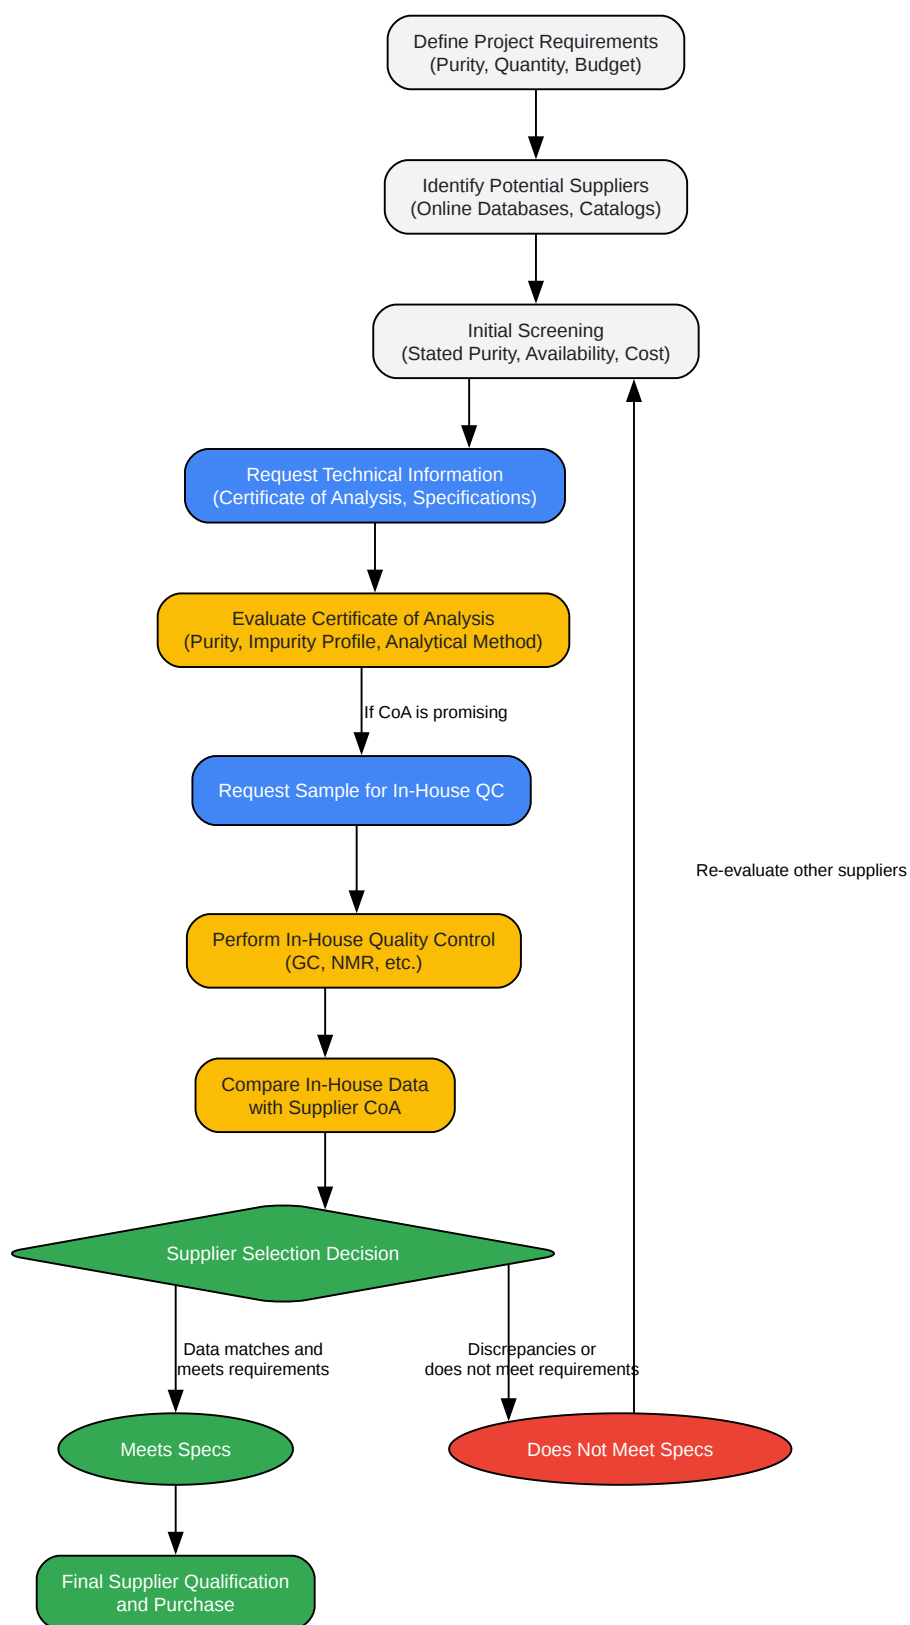 Define Project Requirements
(Purity, Quantity, Budget)
Identify Potential Suppliers
(Online Databases, Catalogs)
Initial Screening
(Stated Purity, Availability, Cost)
Request Technical Information
(Certificate of Analysis, Specifications)
Evaluate Certificate of Analysis
(Purity, Impurity Profile, Analytical Method)
If CoA is promising
Request Sample for In-House QC
Re-evaluate other suppliers
Perform In-House Quality Control
(GC, NMR, etc.)
Compare In-House Data
with Supplier CoA
Supplier Selection Decision
Data matches and
meets requirements
Discrepancies or
does not meet requirements
Meets Specs
Does Not Meet Specs
Final Supplier Qualification
and Purchase